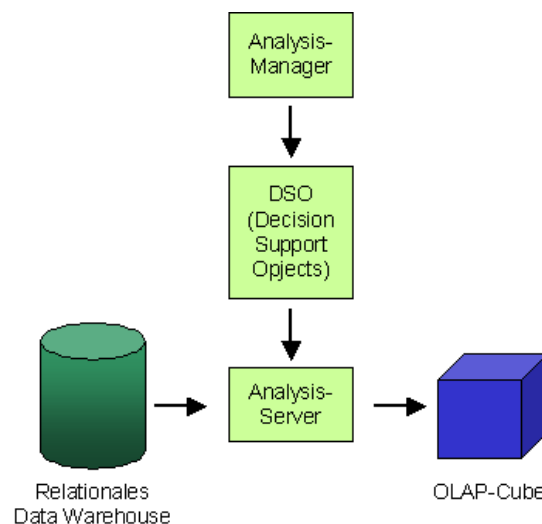 Analysis-
Manager
DSO
(Decision
Support
Opjects)
Analysis-
Server
Relationales
Data Warehouse
OLAP-Cube